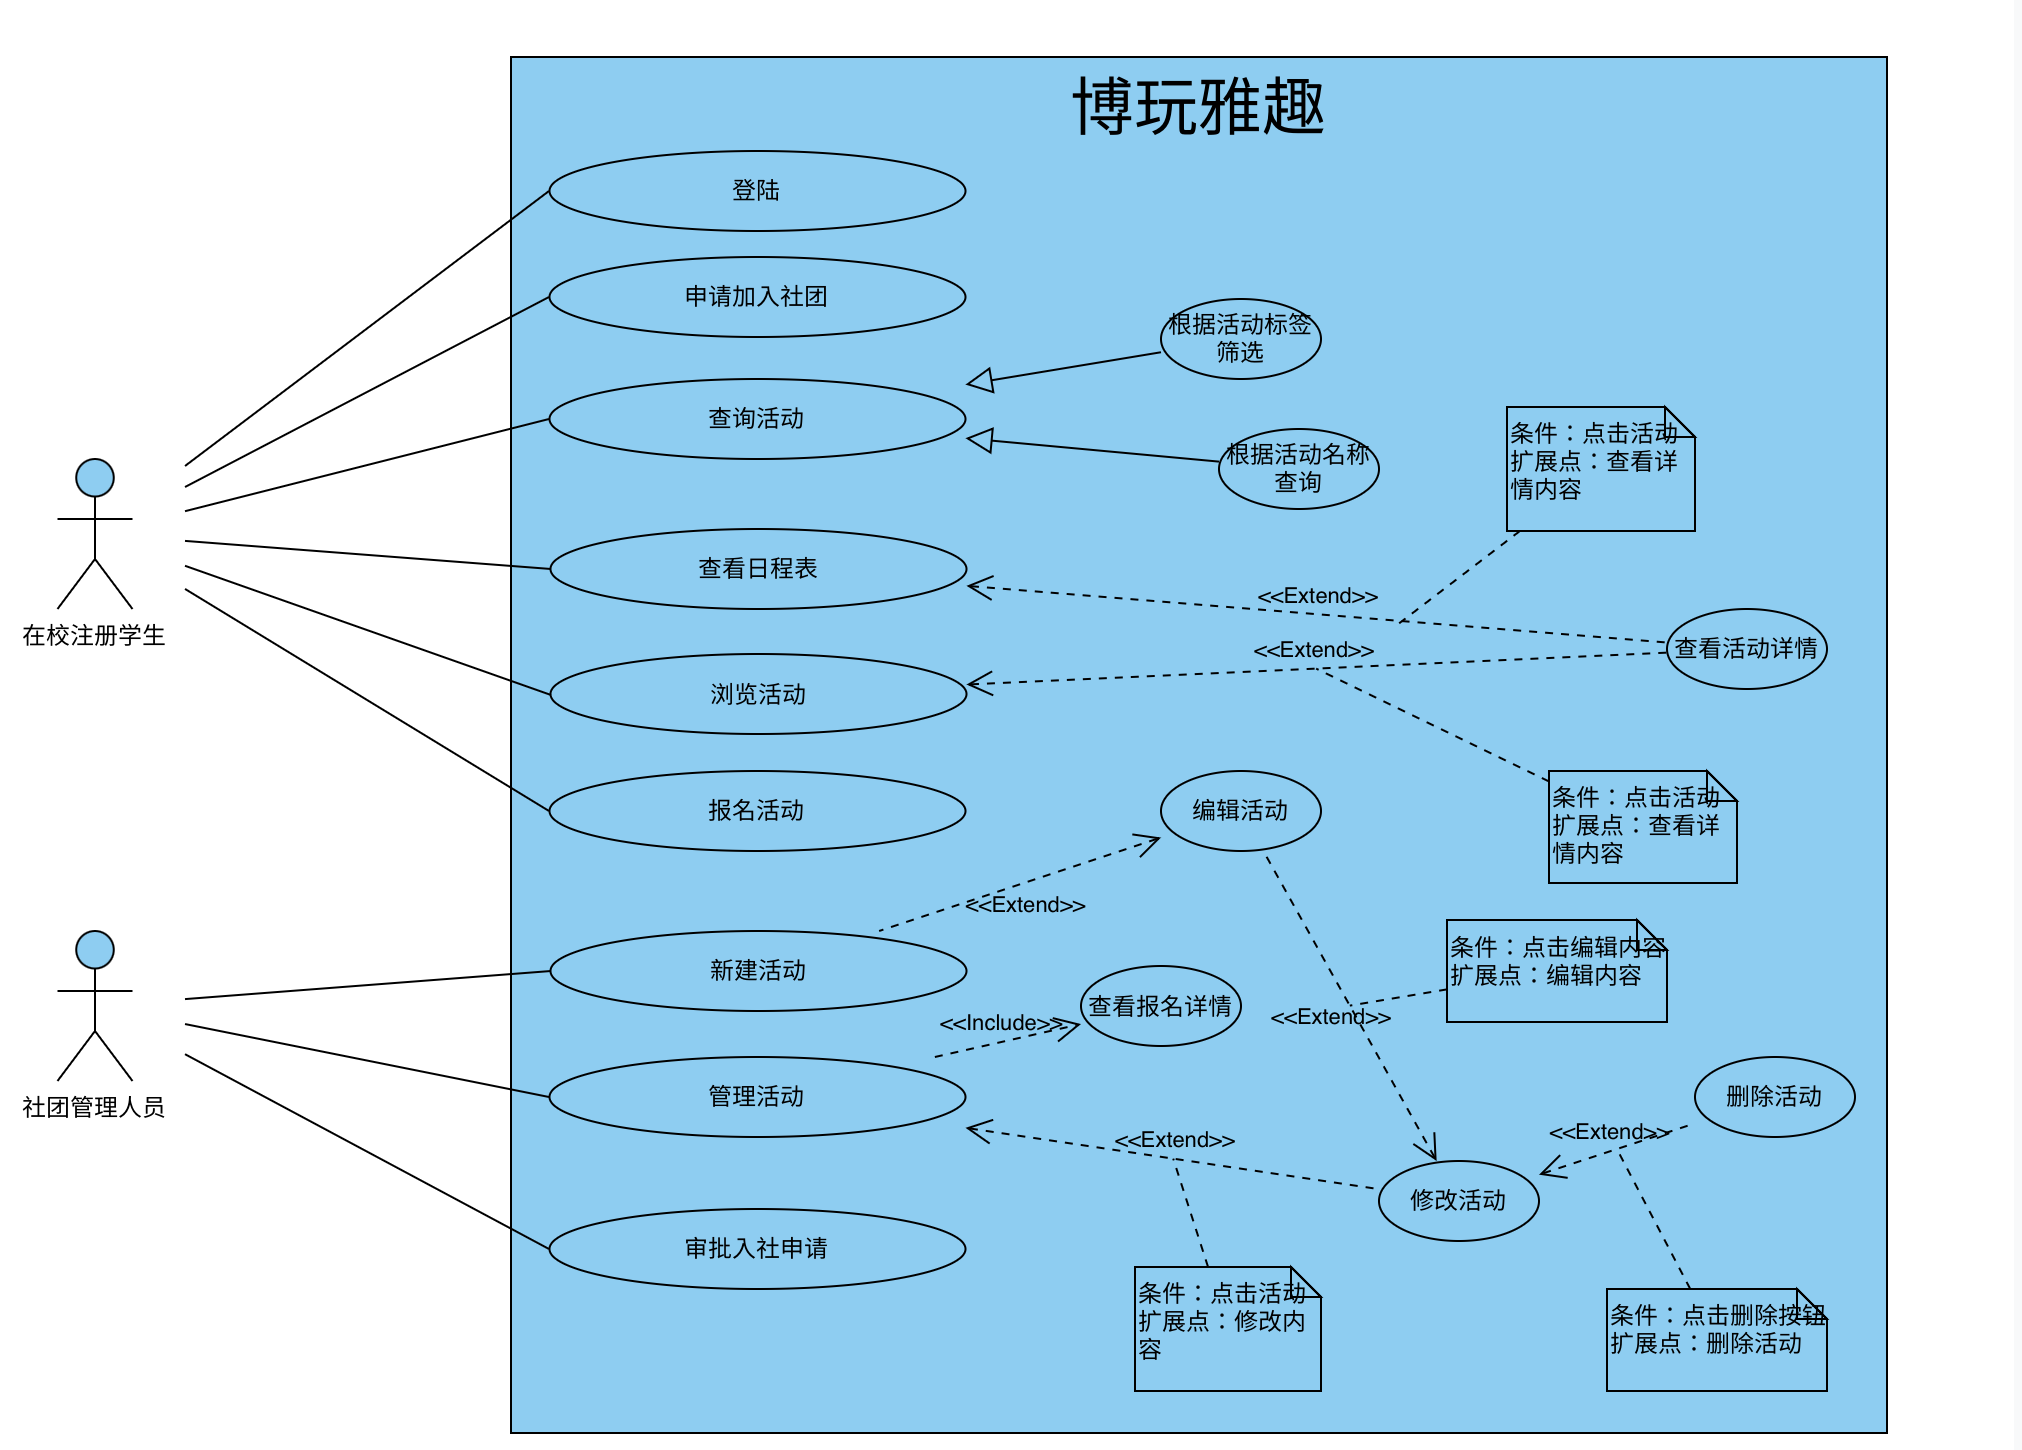 博玩雅趣
登陆
申请加入社团
根据活动标签
筛选
查询活动
根据活动名称
查询
条件：点击活动
扩展点：查看详
情内容
查看日程表
<<Extend>>
在校注册学生
<<Extend>>
查看活动详情
浏览活动
报名活动
编辑活动
条件：点击活动
扩展点：查看详
情内容
<<Extend>>
新建活动
条件：点击编辑内容
扩展点：编辑内容
<<Include>>
查看报名详情
<<Extend>>
管理活动
社团管理人员
删除活动
<<Extend>>
<<Extend>>
修改活动
审批入社申请
条件：点击活动
扩展点：修改内
容
条件：点击删除按钮
扩展点：删除活动